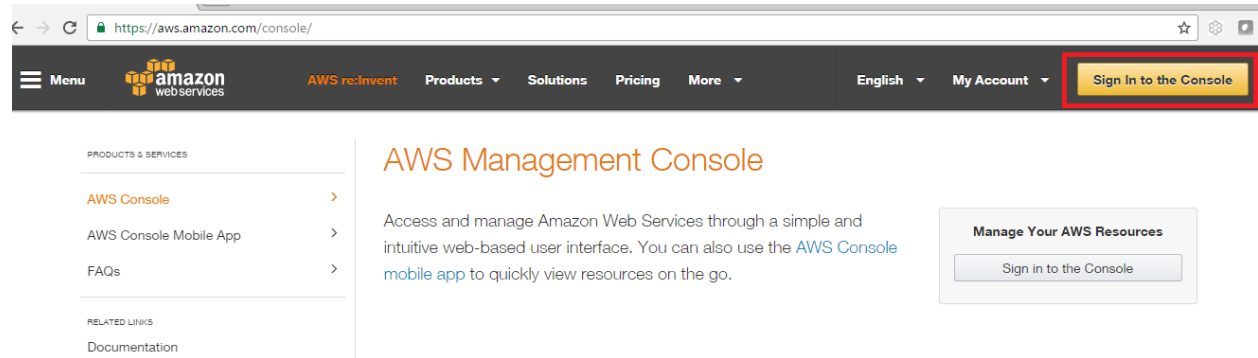 https://aws.amazon.com/console/
Menu
amazon
web services
AWS re:Invent
Products
Solutions
Pricing
More
English
My Account
Sign In to the Console
PRODUCTS & SERVICES
AWS Console
AWS Console Mobile App
FAQs
RELATED LINKS
Documentation
AWS Management Console
Access and manage Amazon Web Services through a simple and
intuitive web-based user interface. You can also use the AWS Console
mobile app to quickly view resources on the go.
Manage Your AWS Resources
Sign in to the Console